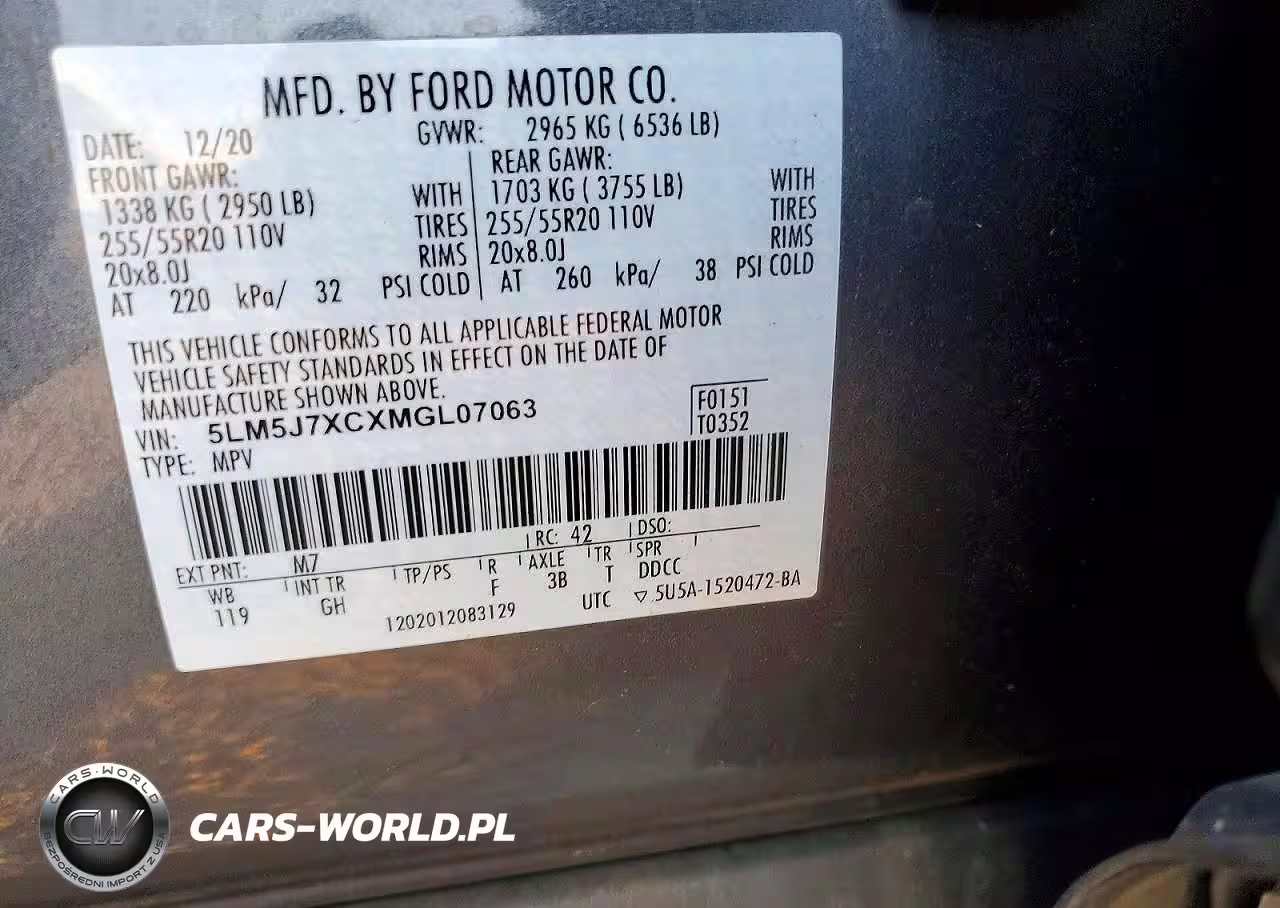 MFD. BY FORD MOTOR CO.
DATE: 12/20 GVWR: 2965 KG ( 6536 LB)
FRONT GAWR: REAR GAWR:
1338 KG ( 2950 LB) WITH 1703 KG ( 3755 LB) WITH
255/55R20 110V TIRES 255/55R20 110V TIRES
20x8.0J RIMS 20x8.0J RIMS
AT 220 kPa/ 32 PSI COLD AT 260 kPa/ 38 PSI COLD
THIS VEHICLE CONFORMS TO ALL APPLICABLE FEDERAL MOTOR
VEHICLE SAFETY STANDARDS IN EFFECT ON THE DATE OF
MANUFACTURE SHOWN ABOVE.
VIN: 5LM5J7XCXMGL07063 F0151
TYPE: MPV T0352
EXT PNT: M7 RC: 42 DSO:
WB INT TR TP/PS R AXLE TR SPR
119 GH F 3B T DDCC
1202012083129 UTC ▽ 5U5A-1520472-BA
CARS-WORLD
CW
BEZPOŚREDNI IMPORT Z USA
CARS-WORLD.PL